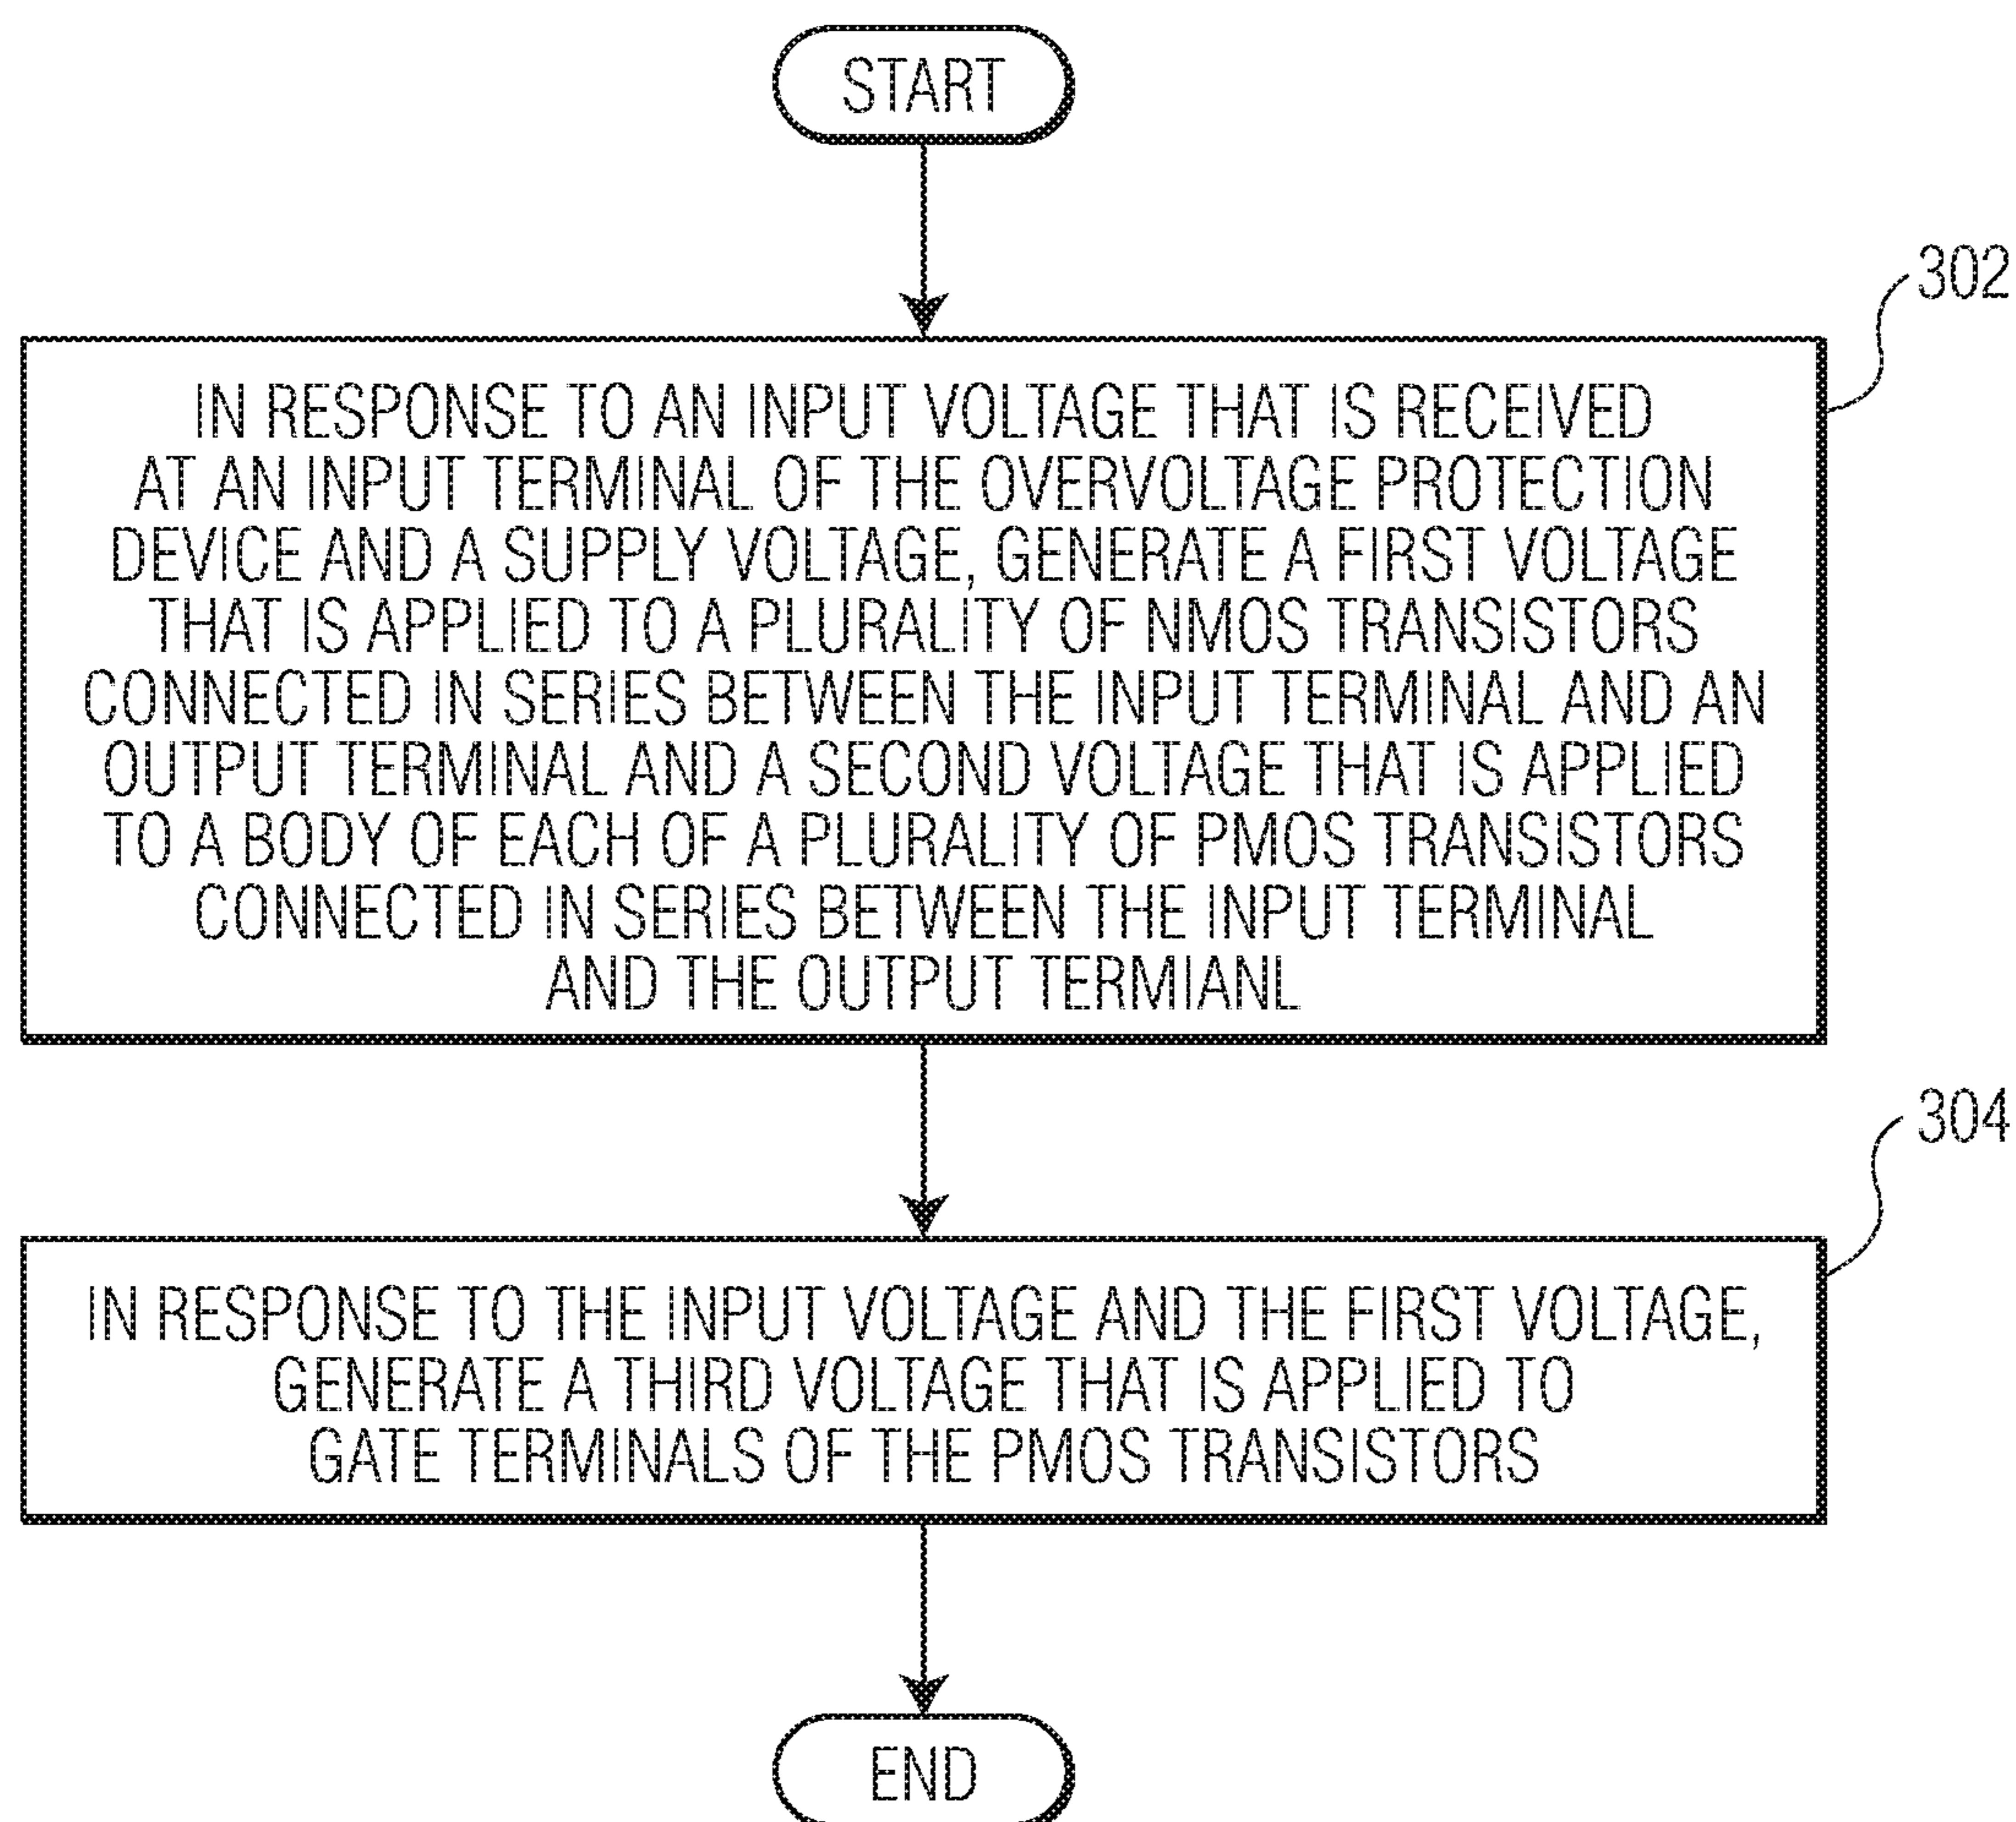 START
302
IN RESPONSE TO AN INPUT VOLTAGE THAT IS RECEIVED
AT AN INPUT TERMINAL OF THE OVERVOLTAGE PROTECTION
DEVICE AND A SUPPLY VOLTAGE, GENERATE A FIRST VOLTAGE
THAT IS APPLIED TO A PLURALITY OF NMOS TRANSISTORS
CONNECTED IN SERIES BETWEEN THE INPUT TERMINAL AND AN
OUTPUT TERMINAL AND A SECOND VOLTAGE THAT IS APPLIED
TO A BODY OF EACH OF A PLURALITY OF PMOS TRANSISTORS
CONNECTED IN SERIES BETWEEN THE INPUT TERMINAL
AND THE OUTPUT TERMIANL
304
IN RESPONSE TO THE INPUT VOLTAGE AND THE FIRST VOLTAGE,
GENERATE A THIRD VOLTAGE THAT IS APPLIED TO
GATE TERMINALS OF THE PMOS TRANSISTORS
END